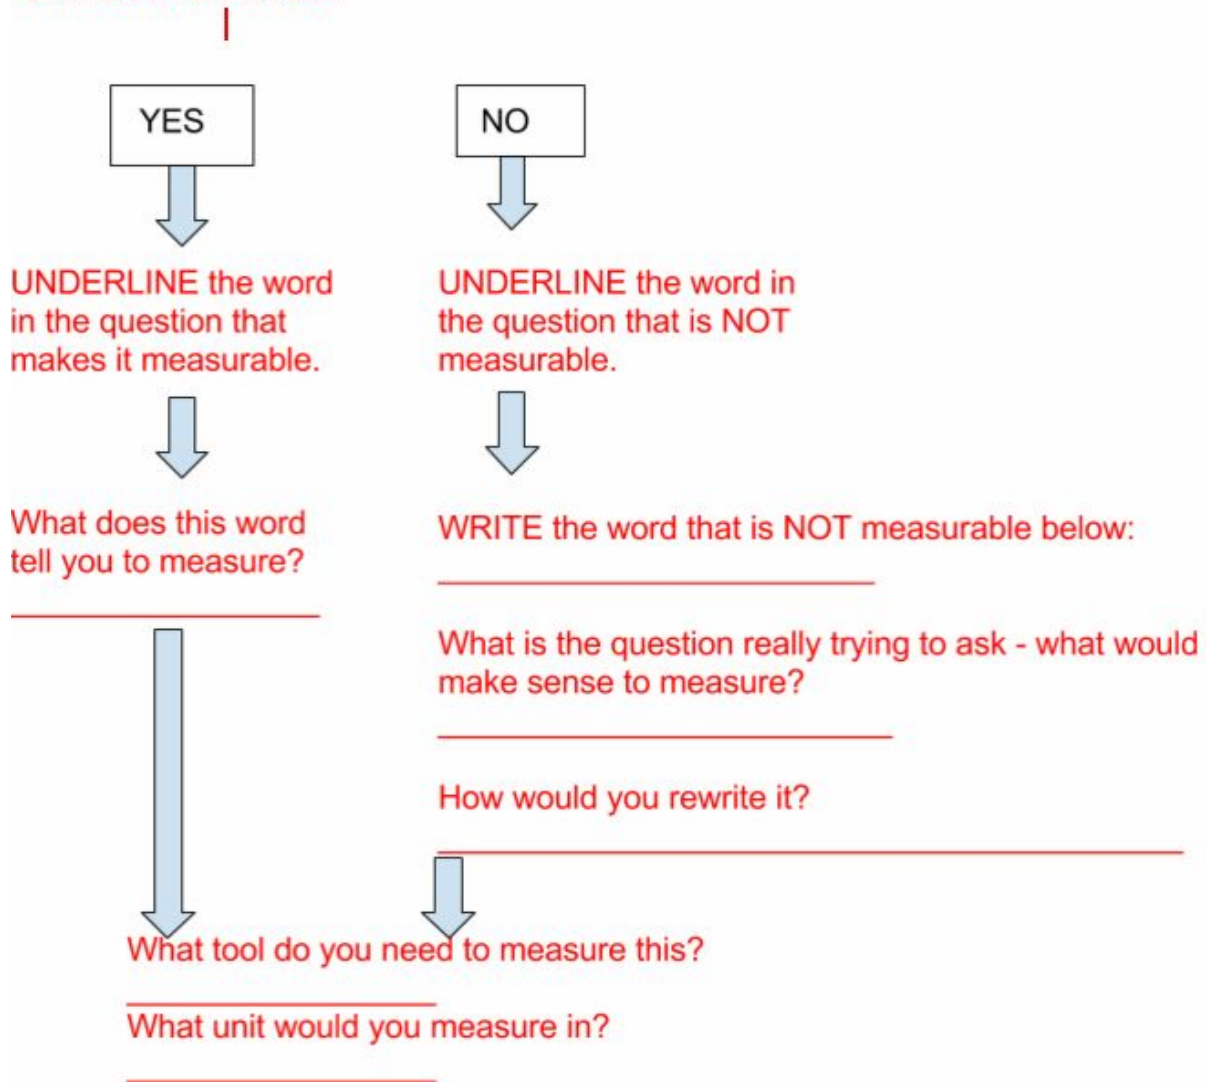 YES
NO
UNDERLINE the word
in the question that
makes it measurable.
UNDERLINE the word in
the question that is NOT
measurable.
What does this word
tell you to measure?
WRITE the word that is NOT measurable below:
What is the question really trying to ask - what would
make sense to measure?
How would you rewrite it?
What tool do you need to measure this?
What unit would you measure in?